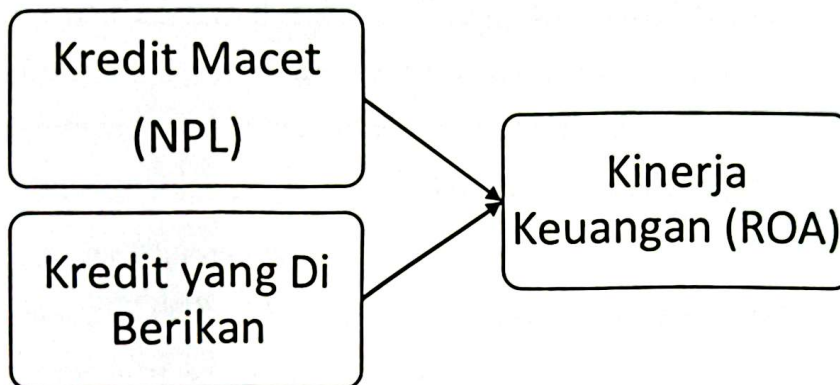 Kredit Macet
(NPL)
Kinerja
Keuangan (ROA)
Kredit yang Di
Berikan